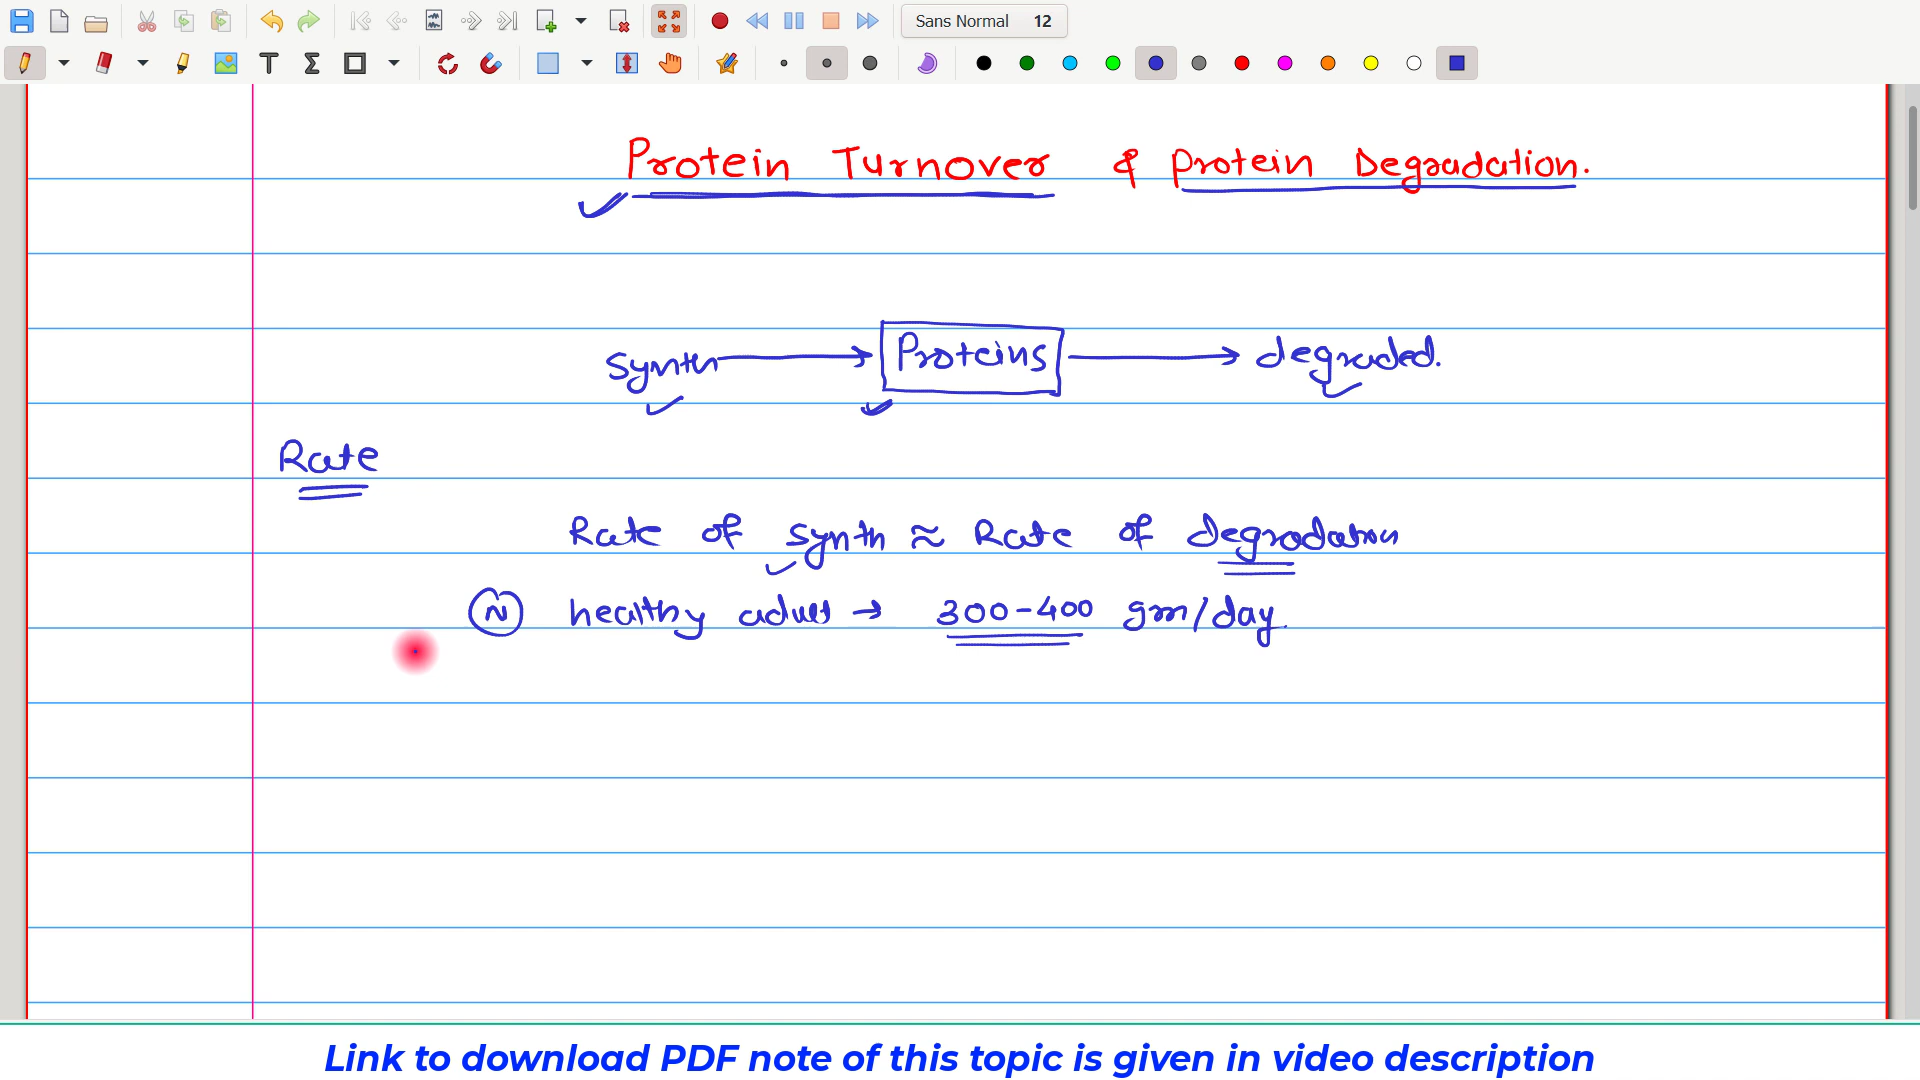 Sans Normal 12
Protein Turnover & Protein Degradation.
Synth → Proteins → degraded.
Rate
Rate of synth ≈ Rate of degradation
N healthy adult → 300-400 gm/day.
Link to download PDF note of this topic is given in video description